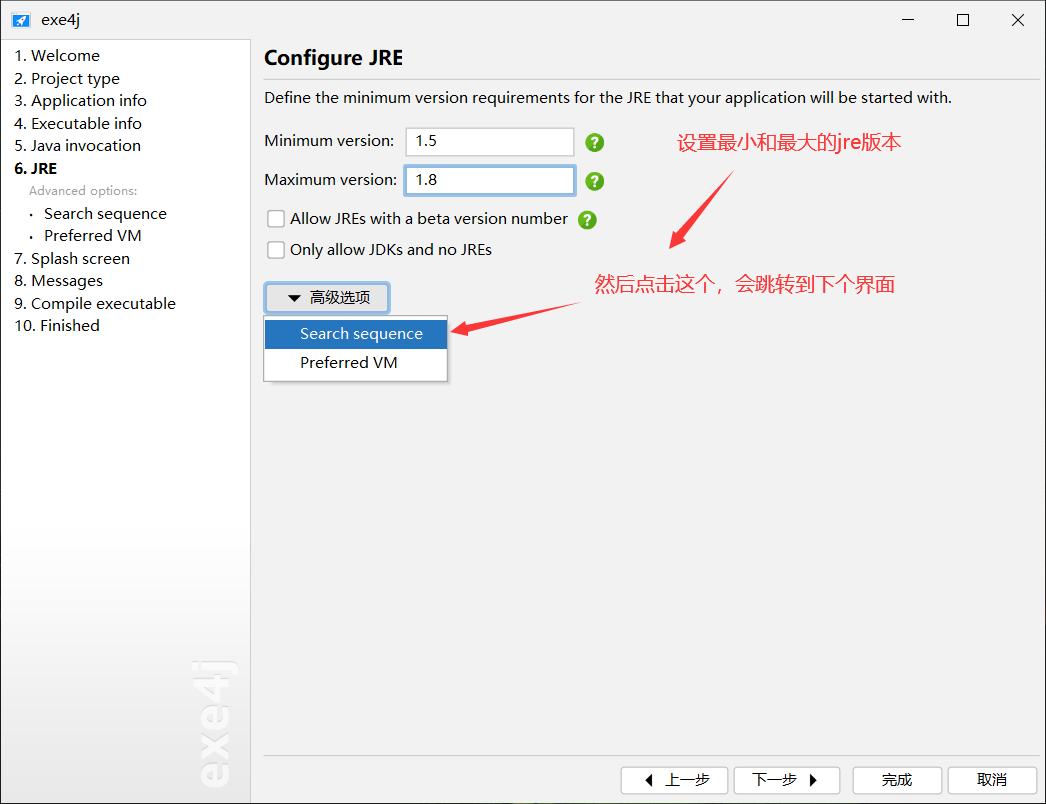 exe4j
1. Welcome
2. Project type
3. Application info
4. Executable info
5. Java invocation
6. JRE
Advanced options:
· Search sequence
· Preferred VM
7. Splash screen
8. Messages
9. Compile executable
10. Finished
exe4j
Configure JRE
Define the minimum version requirements for the JRE that your application will be started with.
Minimum version: 1.5
设置最小和最大的jre版本
Maximum version: 1.8
Allow JREs with a beta version number
Only allow JDKs and no JREs
然后点击这个，会跳转到下个界面
高级选项
Search sequence
Preferred VM
上一步 下一步 完成 取消